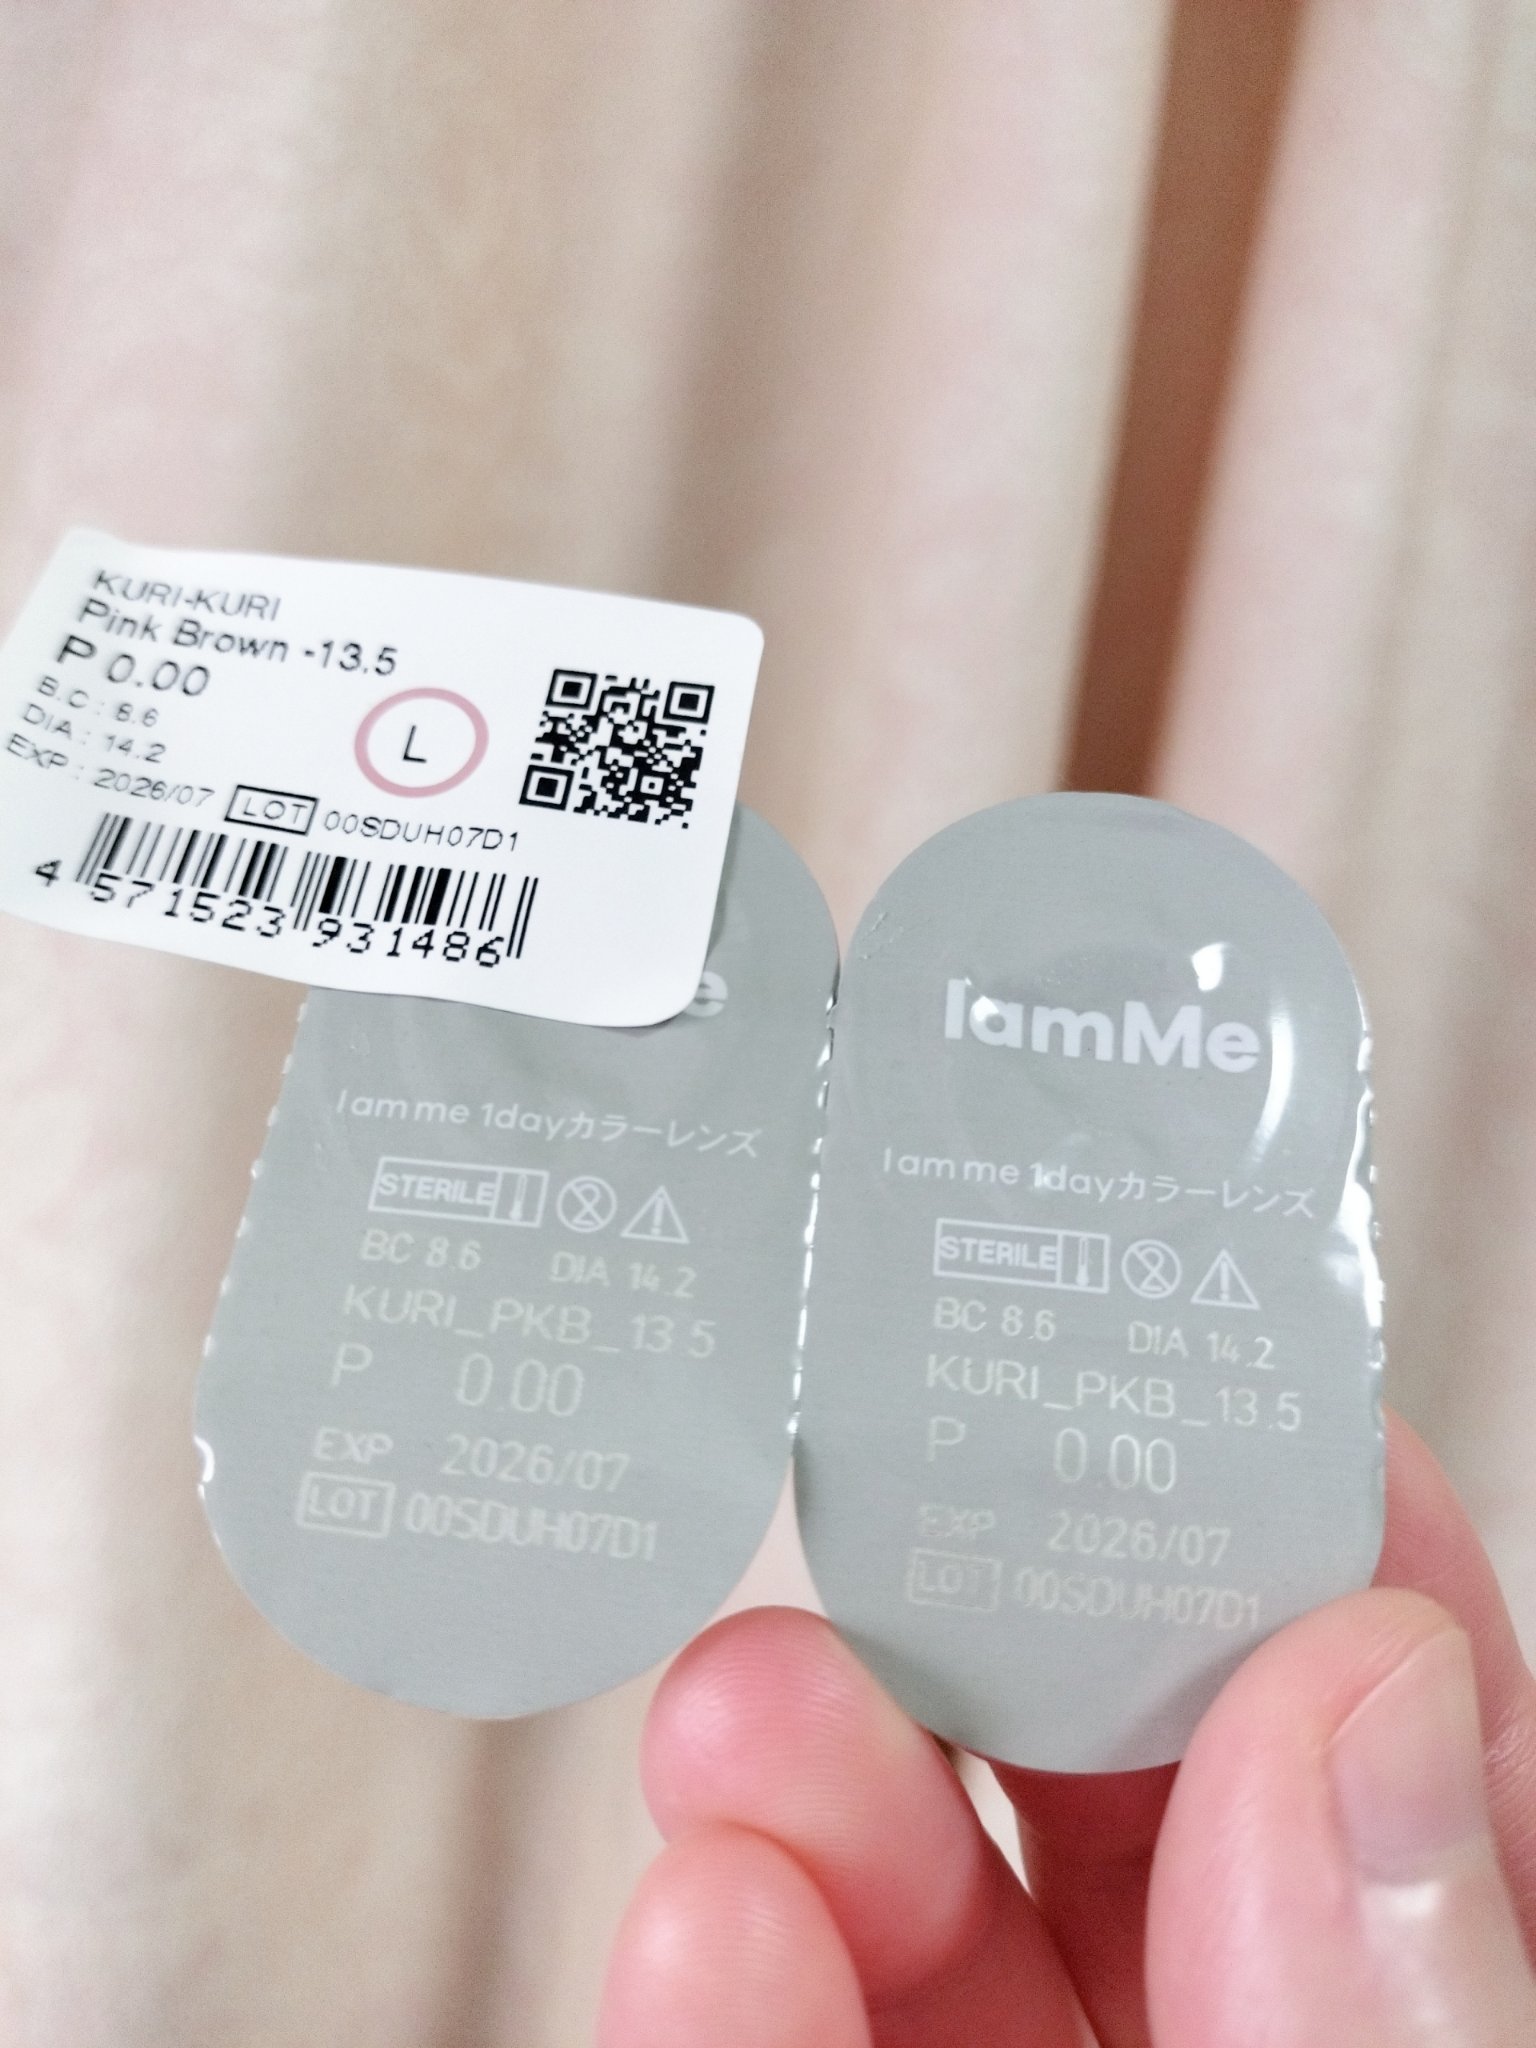 KURI-KURI
Pink Brown -13.5
P 0.00
B.C : 8.6
DIA : 14.2
EXP : 2026/07
LOT 00SDUH07D1
L
4 571523 931486
e
I am me 1dayカラーレンズ
STERILE
BC 8.6 DIA 14.2
KURI_PKB_13.5
P 0.00
EXP 2026/07
LOT 00SDUH07D1
IamMe
I am me 1dayカラーレンズ
STERILE
BC 8.6 DIA 14.2
KURI_PKB_13.5
P 0.00
EXP 2026/07
LOT 00SDUH07D1